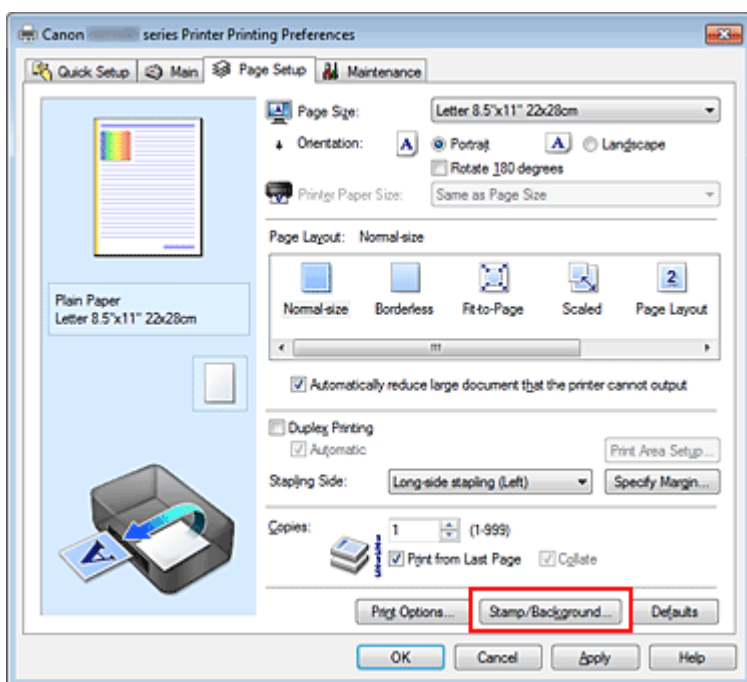 Canon series Printer Printing Preferences
Quick Setup Main Page Setup Maintenance
Page Size: Letter 8.5"x11" 22x28cm
Orientation: A Portrait A Landscape
Rotate 180 degrees
Printer Paper Size: Same as Page Size
Page Layout: Normal-size
2
Normal-size Borderless Fit-to-Page Scaled Page Layout
Plain Paper
Letter 8.5"x11" 22x28cm
Automatically reduce large document that the printer cannot output
Duplex Printing
Automatic Print Area Setup...
Stapling Side: Long-side stapling (Left) Specify Margin...
Copies: 1 (1-999)
Print from Last Page Collate
A
Print Options... Stamp/Background... Defaults
OK Cancel Apply Help